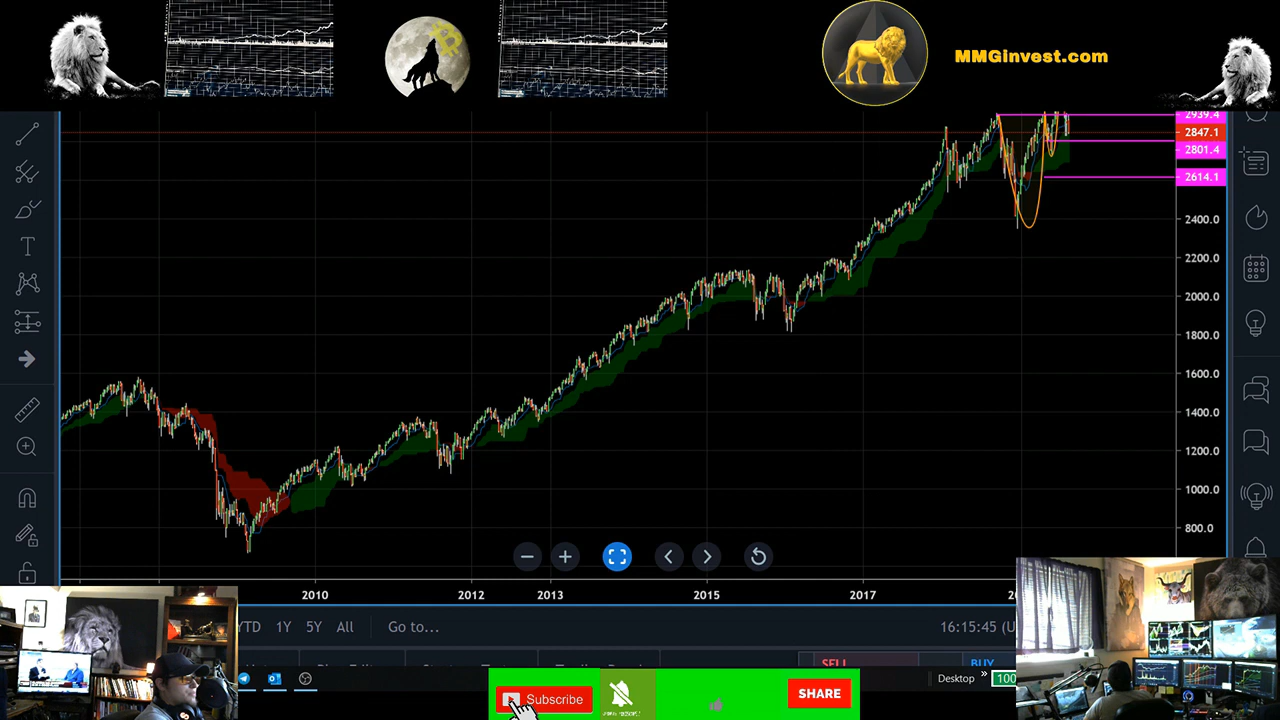 MMGinvest.com
2939.4
2847.1
2801.4
2614.1
2400.0
2200.0
2000.0
1800.0
1600.0
1400.0
1200.0
1000.0
800.0
2010
2012
2013
2015
2017
YTD
1Y
5Y
All
Go to...
16:15:45 (U
SELL
BUY
Desktop
100
Subscribe
SHARE